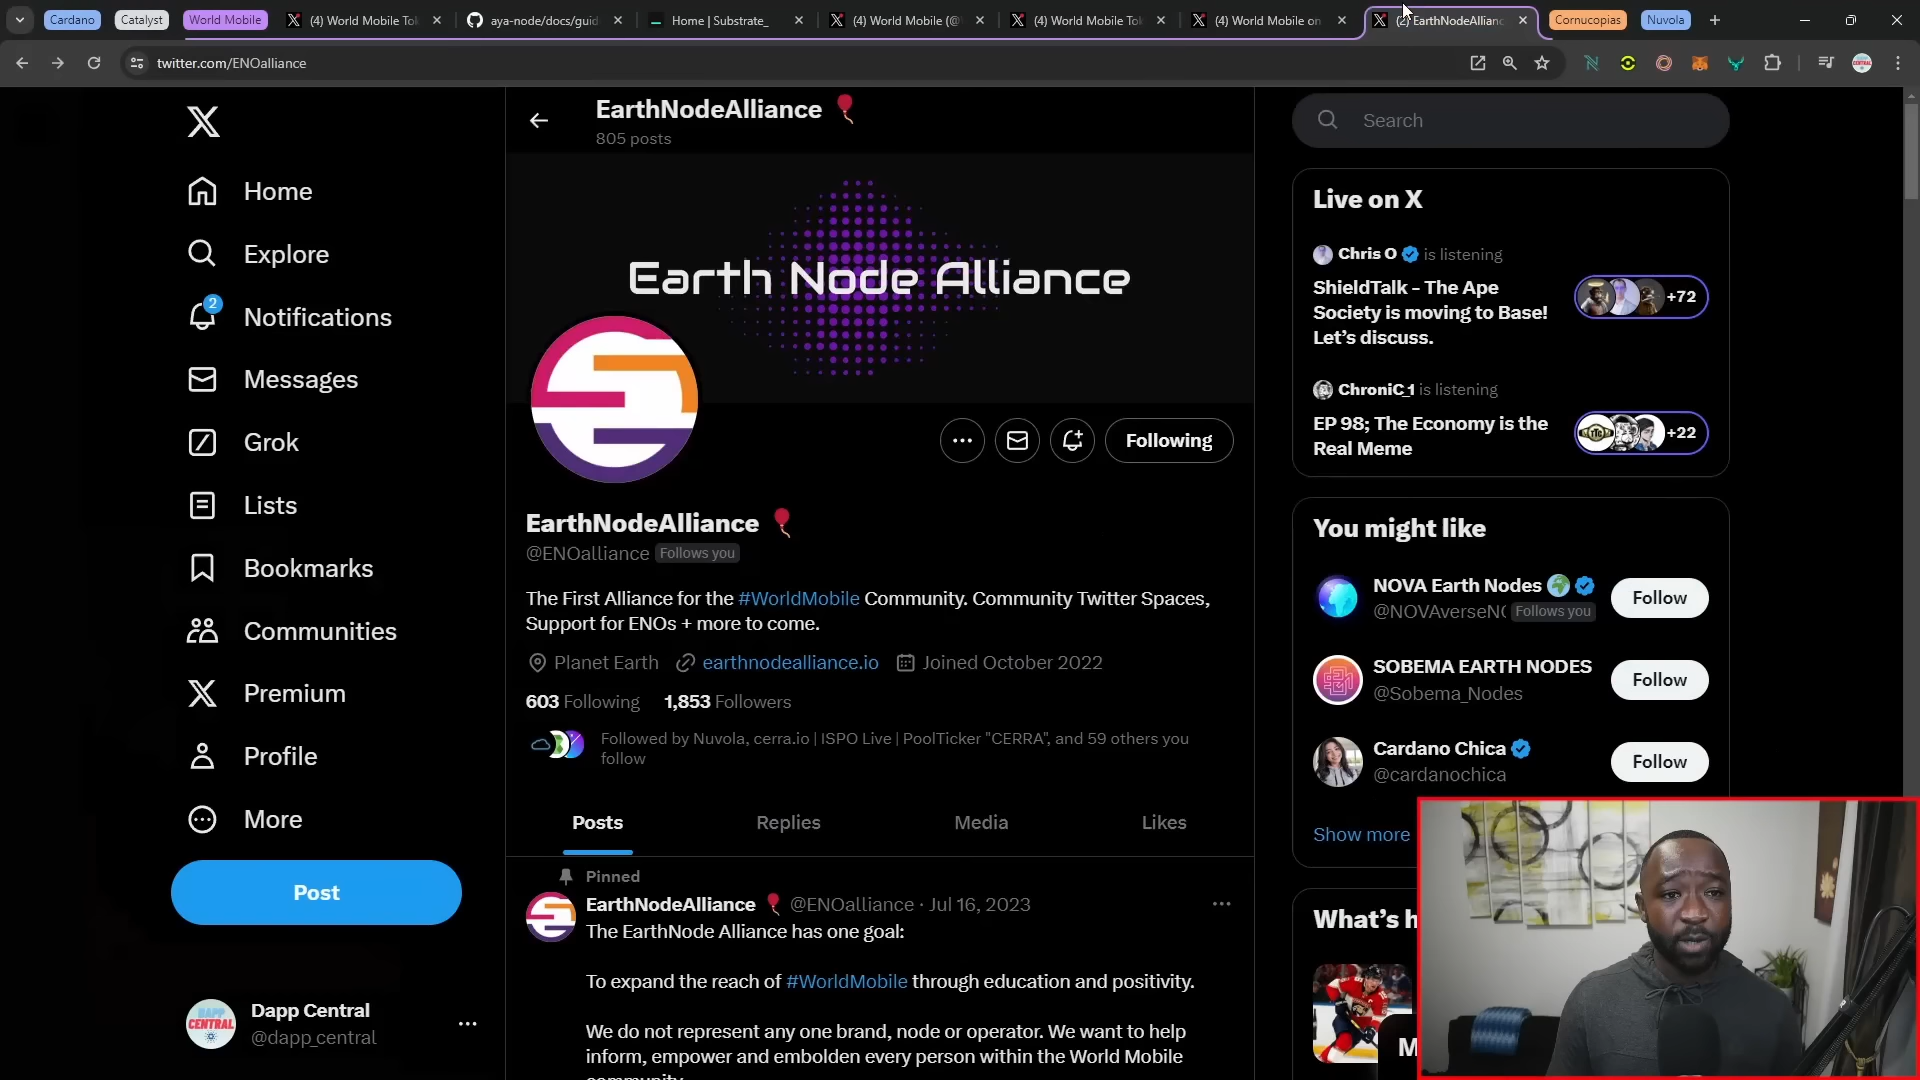 Cardano
Catalyst
World Mobile
(4) World Mobile Tok
aya-node/docs/guid
Home | Substrate_
(4) World Mobile (@
(4) World Mobile Tok
(4) World Mobile on
(2) EarthNodeAllianc
Cornucopias
Nuvola
twitter.com/ENOalliance
EarthNodeAlliance
805 posts
Search
Earth Node Alliance
Home
Explore
2
Notifications
Messages
Grok
Lists
Bookmarks
Communities
Premium
Profile
More
Post
Dapp Central
@dapp_central
Following
EarthNodeAlliance
@ENOalliance Follows you
The First Alliance for the #WorldMobile Community. Community Twitter Spaces,
Support for ENOs + more to come.
Planet Earth earthnodealliance.io Joined October 2022
603 Following 1,853 Followers
Followed by Nuvola, cerra.io | ISPO Live | PoolTicker "CERRA", and 59 others you
follow
Posts Replies Media Likes
Pinned
EarthNodeAlliance @ENOalliance · Jul 16, 2023
The EarthNode Alliance has one goal:
To expand the reach of #WorldMobile through education and positivity.
We do not represent any one brand, node or operator. We want to help
inform, empower and embolden every person within the World Mobile
community.
Live on X
Chris O is listening
ShieldTalk - The Ape
Society is moving to Base!
Let's discuss.
+72
ChroniC_1 is listening
EP 98; The Economy is the
Real Meme
+22
You might like
NOVA Earth Nodes
@NOVAverseN( Follows you
Follow
SOBEMA EARTH NODES
@Sobema_Nodes
Follow
Cardano Chica
@cardanochica
Follow
Show more
What's h
M